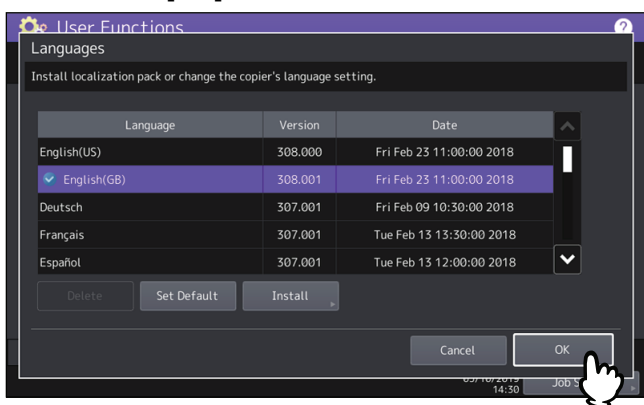 User Functions
?
Languages
Install localization pack or change the copier's language setting.
Language Version Date
English(US) 308.000 Fri Feb 23 11:00:00 2018
English(GB) 308.001 Fri Feb 23 11:00:00 2018
Deutsch 307.001 Fri Feb 09 10:30:00 2018
Français 307.001 Tue Feb 13 13:30:00 2018
Español 307.001 Tue Feb 13 12:00:00 2018
Delete Set Default Install
Cancel OK
14:30 Job